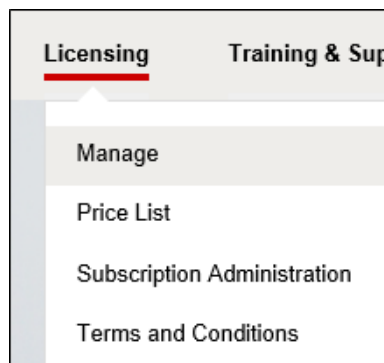 Licensing Training & Sup
Manage
Price List
Subscription Administration
Terms and Conditions